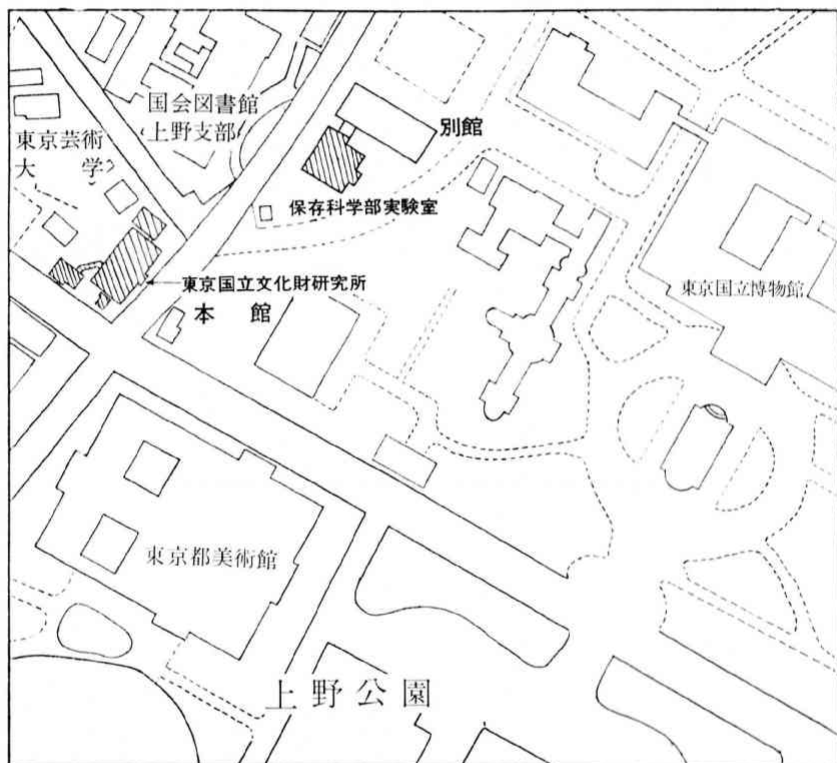 国会図書館
上野支部
東京芸術
大 学
別館
保存科学部実験室
東京国立文化財研究所
本 館
東京国立博物館
東京都美術館
上野公園